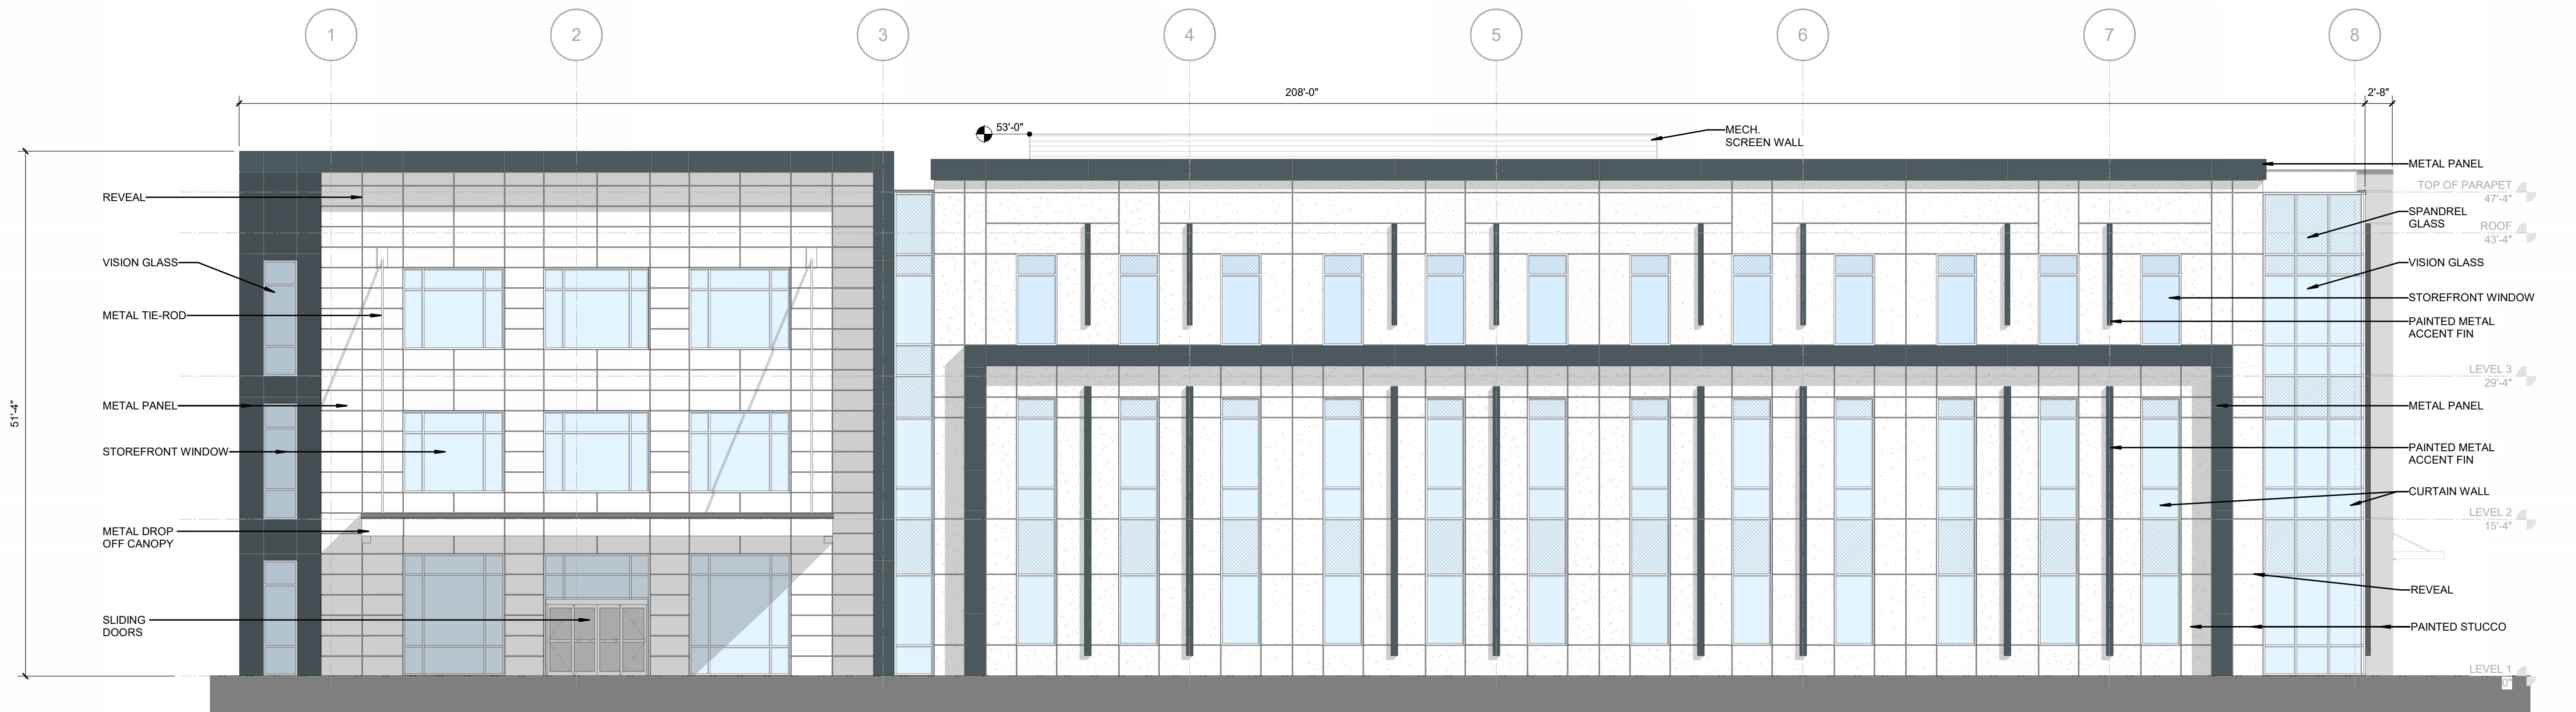 1
2
3
4
5
6
7
8
208'-0"
2'-8"
53'-0"
MECH.
SCREEN WALL
51'-4"
REVEAL
VISION GLASS
METAL TIE-ROD
METAL PANEL
STOREFRONT WINDOW
METAL DROP
OFF CANOPY
SLIDING
DOORS
METAL PANEL
TOP OF PARAPET
47'-4"
SPANDREL
GLASS
ROOF
43'-4"
VISION GLASS
STOREFRONT WINDOW
PAINTED METAL
ACCENT FIN
LEVEL 3
29'-4"
METAL PANEL
PAINTED METAL
ACCENT FIN
CURTAIN WALL
LEVEL 2
15'-4"
REVEAL
PAINTED STUCCO
LEVEL 1
0"